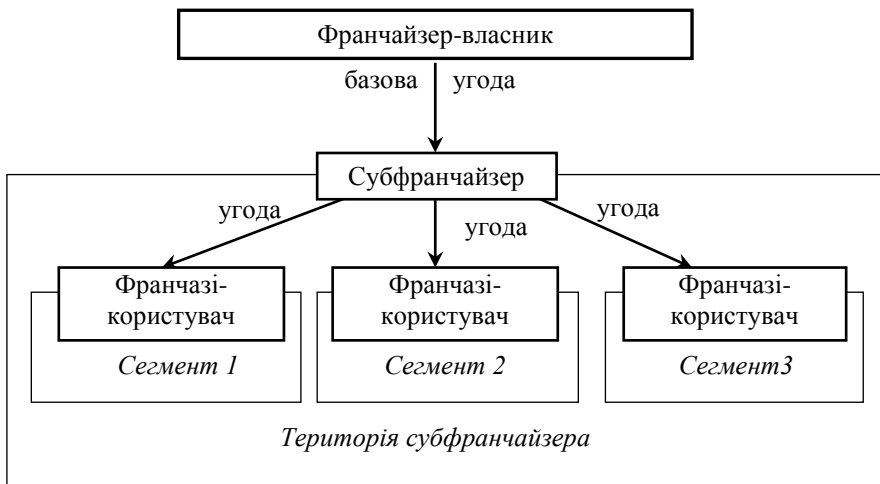 Франчайзер-власник
базова угода
Субфранчайзер
угода
угода
угода
Франчазі-
користувач
Франчазі-
користувач
Франчазі-
користувач
Сегмент 1
Сегмент 2
Сегмент3
Територія субфранчайзера